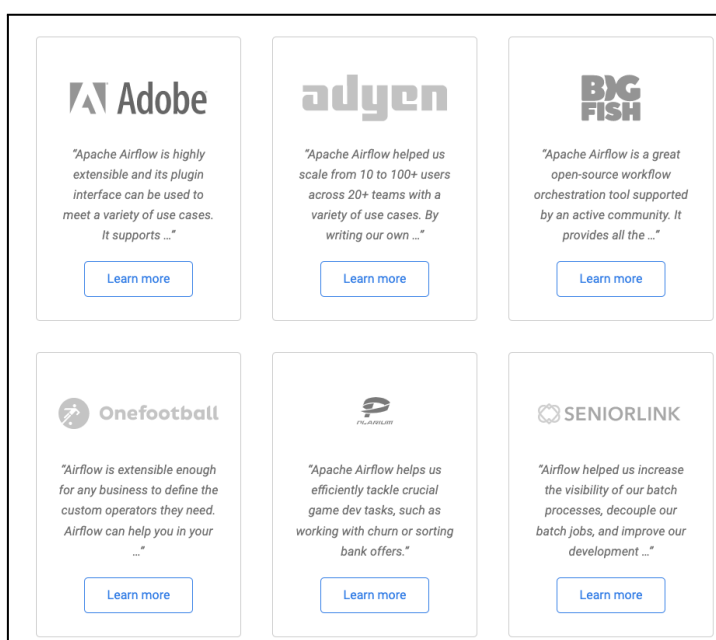 Adobe
"Apache Airflow is highly
extensible and its plugin
interface can be used to
meet a variety of use cases.
It supports ..."
Learn more
adyen
"Apache Airflow helped us
scale from 10 to 100+ users
across 20+ teams with a
variety of use cases. By
writing our own ..."
Learn more
BIG
FISH
"Apache Airflow is a great
open-source workflow
orchestration tool supported
by an active community. It
provides all the ..."
Learn more
Onefootball
"Airflow is extensible enough
for any business to define the
custom operators they need.
Airflow can help you in your
..."
Learn more
PLARIUM
"Apache Airflow helps us
efficiently tackle crucial
game dev tasks, such as
working with churn or sorting
bank offers."
Learn more
SENIORLINK
"Airflow helped us increase
the visibility of our batch
processes, decouple our
batch jobs, and improve our
development ..."
Learn more